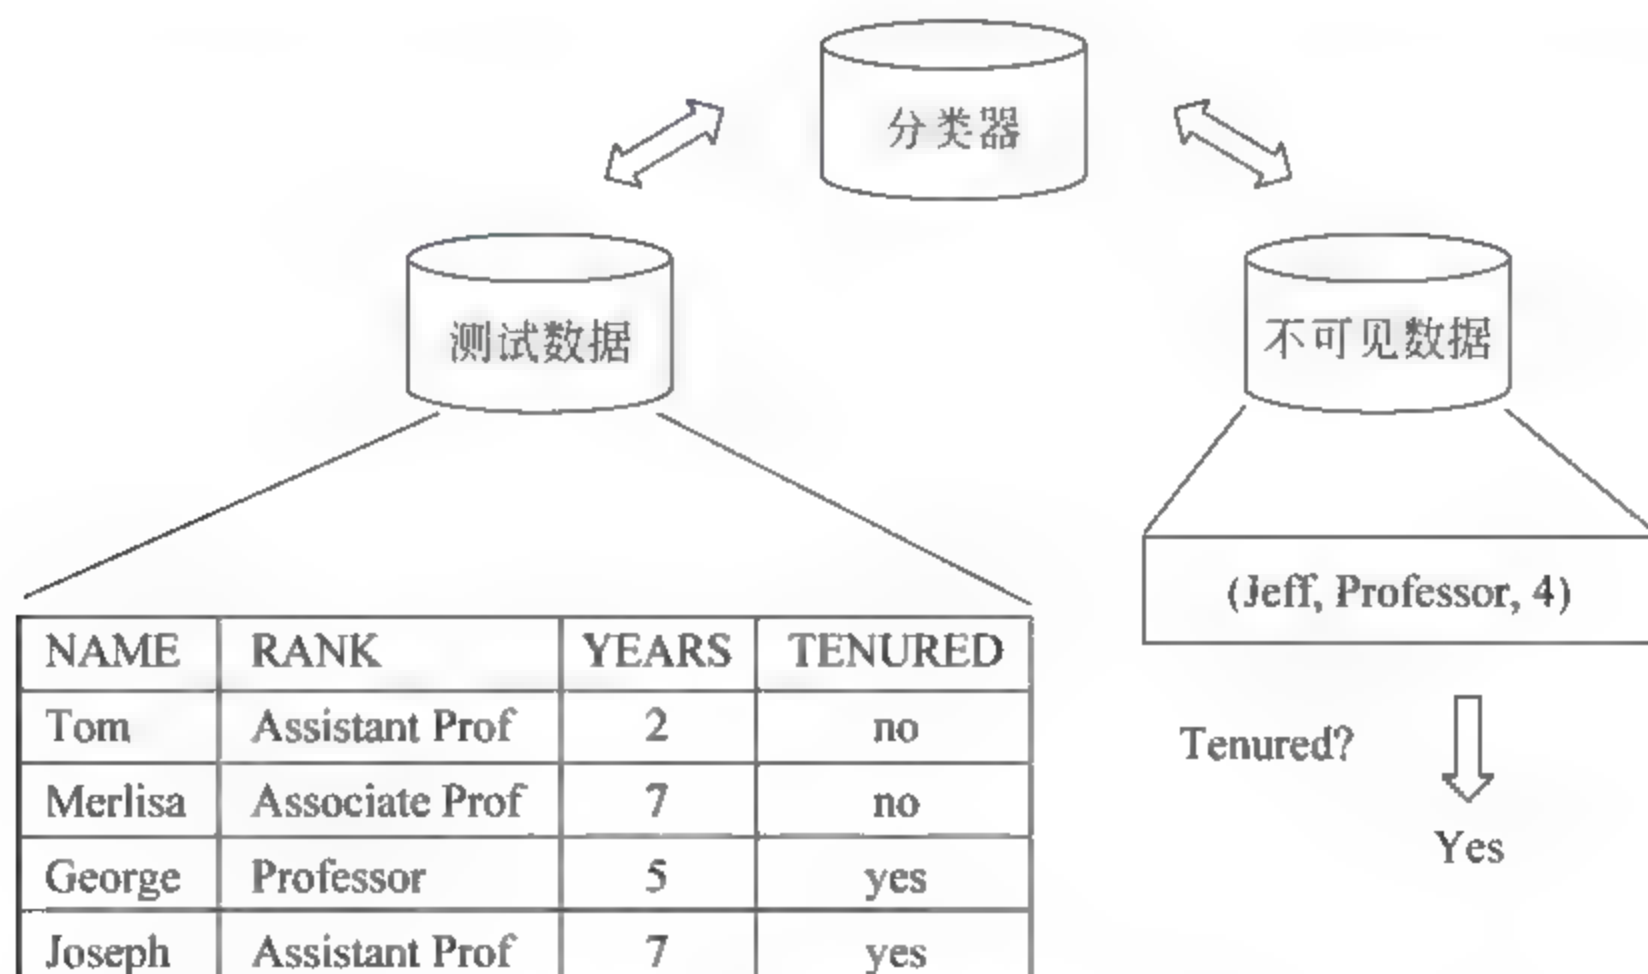 分类器
测试数据
不可见数据
(Jeff, Professor, 4)
NAME RANK YEARS TENURED
Tom Assistant Prof 2 no
Merlisa Associate Prof 7 no
George Professor 5 yes
Joseph Assistant Prof 7 yes
Tenured?
Yes